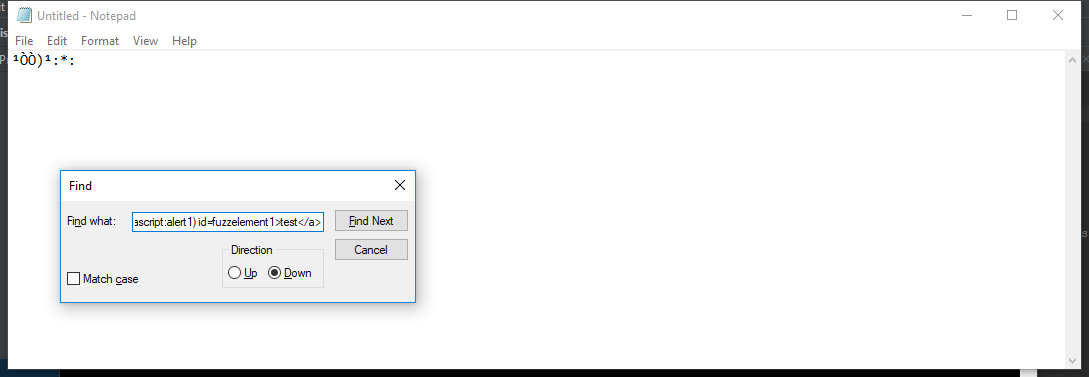 Untitled - Notepad
File Edit Format View Help
¹ÒÒ)¹:*:
Find
Find what: ascript:alert1) id=fuzzelement1>test</a>
Find Next
Direction
Cancel
Up Down
Match case